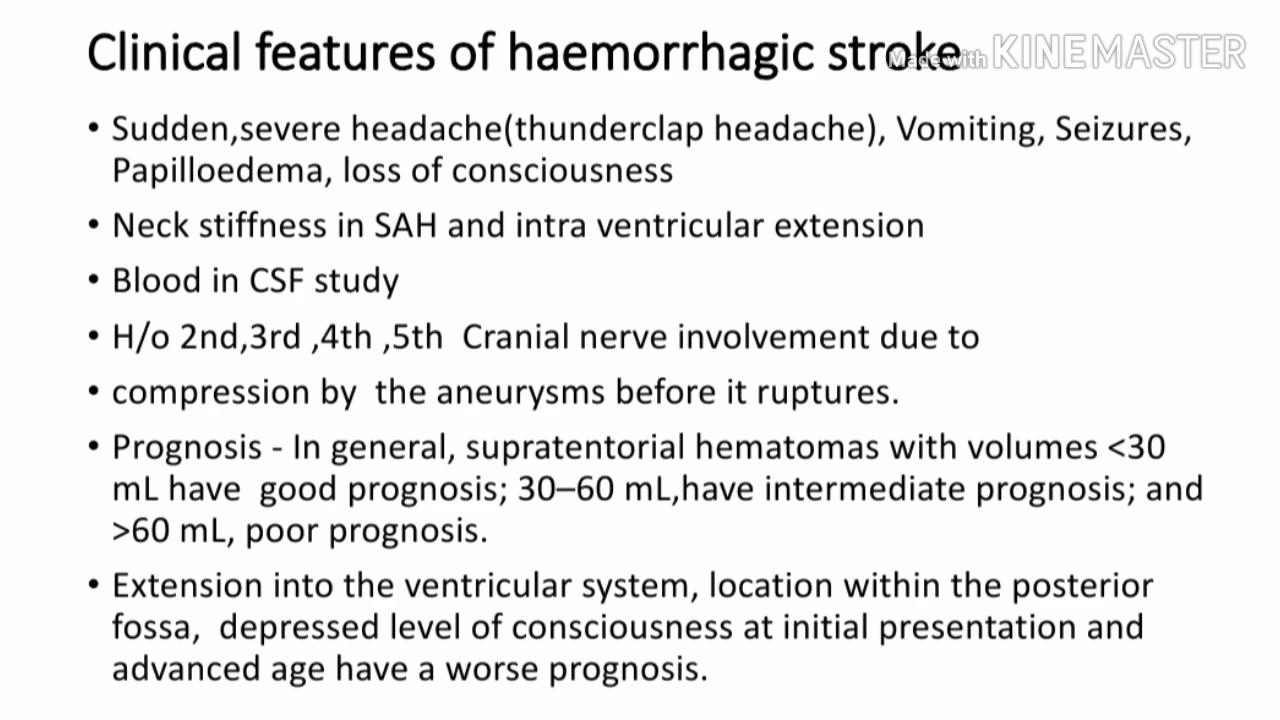 Clinical features of haemorrhagic stroke
Made with KINEMASTER
• Sudden,severe headache(thunderclap headache), Vomiting, Seizures,
Papilloedema, loss of consciousness
• Neck stiffness in SAH and intra ventricular extension
• Blood in CSF study
• H/o 2nd,3rd ,4th ,5th  Cranial nerve involvement due to
• compression by  the aneurysms before it ruptures.
• Prognosis - In general, supratentorial hematomas with volumes <30
mL have  good prognosis; 30–60 mL,have intermediate prognosis; and
>60 mL, poor prognosis.
• Extension into the ventricular system, location within the posterior
fossa,  depressed level of consciousness at initial presentation and
advanced age have a worse prognosis.